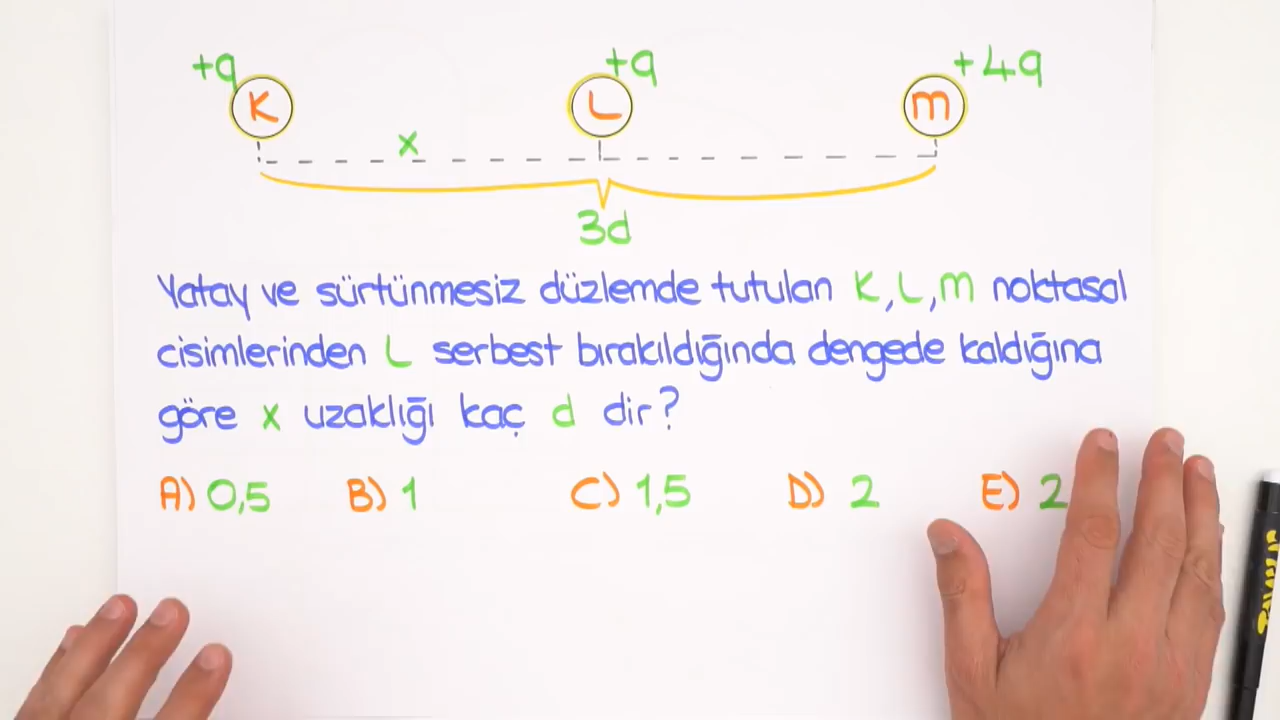 +q +q +4q
K L M
x
3d
Yatay ve sürtünmesiz düzlemde tutulan K, L, M noktasal
cisimlerinden L serbest bırakıldığında dengede kaldığına
göre x uzaklığı kaç d dir?
A) 0,5 B) 1 C) 1,5 D) 2 E) 2